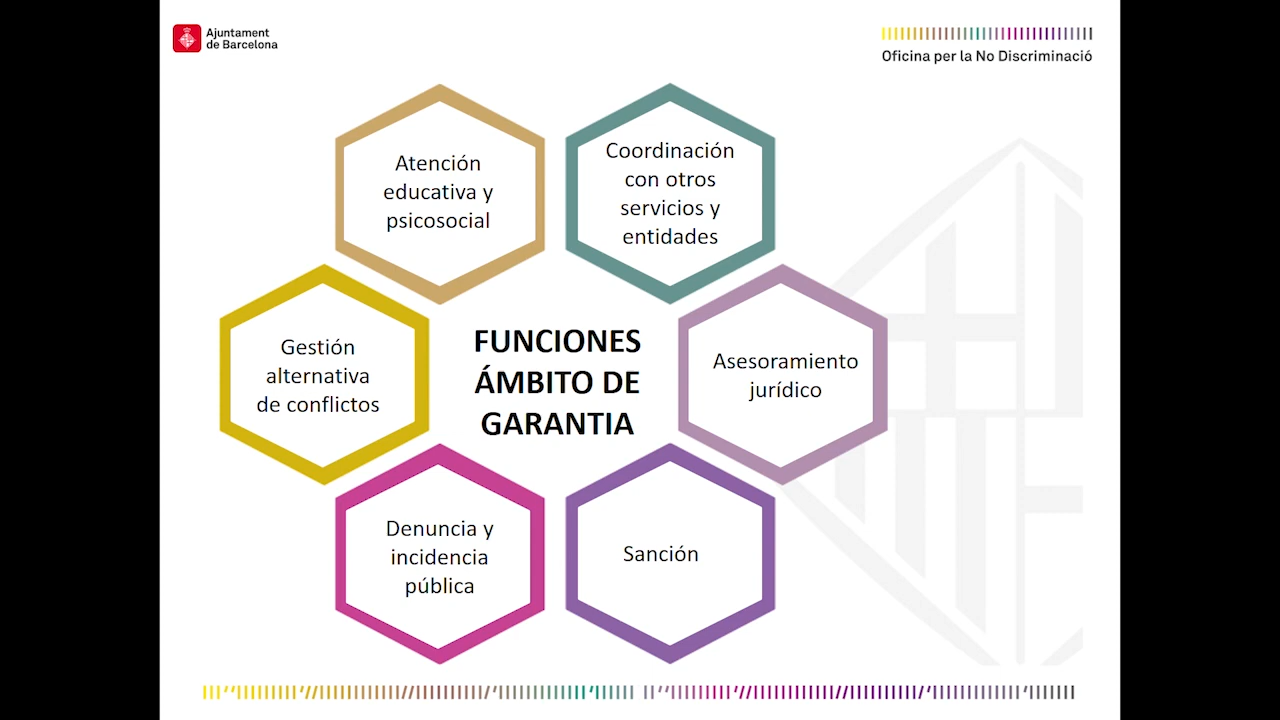 Ajuntament
de Barcelona
Oficina per la No Discriminació
Atención
educativa y
psicosocial
Coordinación
con otros
servicios y
entidades
Gestión
alternativa
de conflictos
FUNCIONES
ÁMBITO DE
GARANTIA
Asesoramiento
jurídico
Denuncia y
incidencia
pública
Sanción